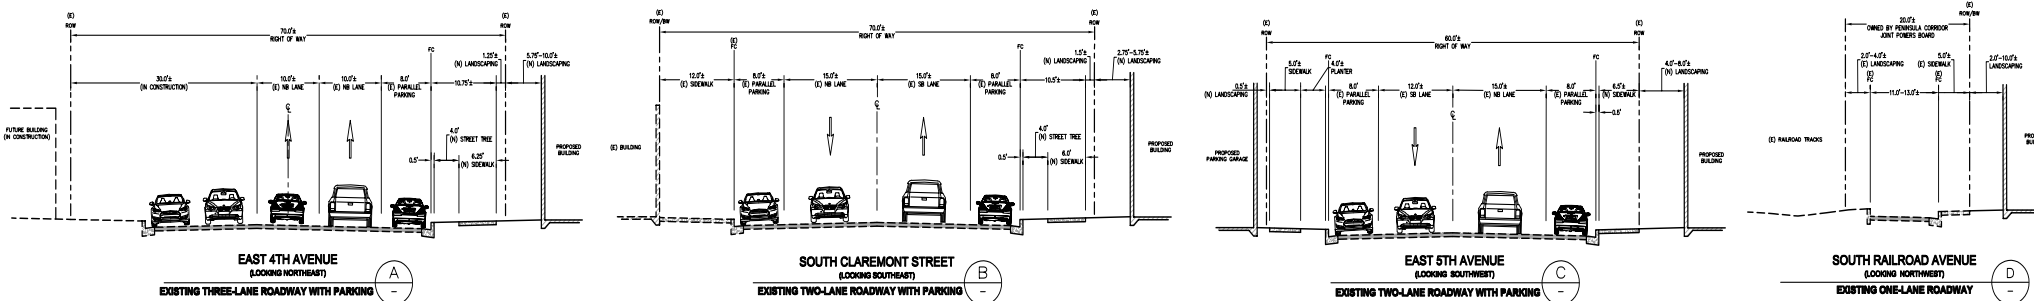 (E)
ROW
(E)
ROW
70.0'±
RIGHT OF WAY
FC
1.25'±
(N) LANDSCAPING
5.75'-10.0'±
(N) LANDSCAPING
30.0'±
(IN CONSTRUCTION)
10.0'±
(E) NB LANE
10.0'±
(E) NB LANE
8.0'
(E) PARALLEL
PARKING
10.75'±
FUTURE BUILDING
(IN CONSTRUCTION)
4.0'
(N) STREET TREE
0.5'
6.25'
(N) SIDEWALK
PROPOSED
BUILDING
EAST 4TH AVENUE
(LOOKING NORTHEAST)
EXISTING THREE-LANE ROADWAY WITH PARKING
A
-
(E)
ROW/BW
(E)
ROW
70.0'±
RIGHT OF WAY
(E)
FC
FC
1.5'±
(N) LANDSCAPING
2.75'-5.75'±
(N) LANDSCAPING
12.0'±
(E) SIDEWALK
8.0'±
(E) PARALLEL
PARKING
15.0'±
(E) NB LANE
15.0'±
(E) SB LANE
8.0'
(E) PARALLEL
PARKING
10.5'±
(E) BUILDING
4.0'
(N) STREET TREE
0.5'
6.0'
(N) SIDEWALK
PROPOSED
BUILDING
SOUTH CLAREMONT STREET
(LOOKING SOUTHEAST)
EXISTING TWO-LANE ROADWAY WITH PARKING
B
-
(E)
ROW
(E)
ROW
60.0'±
RIGHT OF WAY
FC
FC
0.5'±
(N) LANDSCAPING
5.0'±
SIDEWALK
4.0'±
PLANTER
8.0'
(E) PARALLEL
PARKING
12.0'±
(E) SB LANE
15.0'±
(E) NB LANE
8.0'
(E) PARALLEL
PARKING
6.5'±
(N) SIDEWALK
4.0'-8.0'±
(N) LANDSCAPING
0.5'
PROPOSED
PARKING GARAGE
PROPOSED
BUILDING
EAST 5TH AVENUE
(LOOKING SOUTHWEST)
EXISTING TWO-LANE ROADWAY WITH PARKING
C
-
(E)
ROW/BW
20.0'±
OWNED BY PENINSULA CORRIDOR
JOINT POWERS BOARD
2.0'-4.0'±
(E) LANDSCAPING
(E)
FC
5.0'±
(E) SIDEWALK
(E)
FC
2.0'-10.0'±
LANDSCAPING
11.0'-13.0'±
(E) RAILROAD TRACKS
SOUTH RAILROAD AVENUE
(LOOKING NORTHWEST)
EXISTING ONE-LANE ROADWAY
D
-